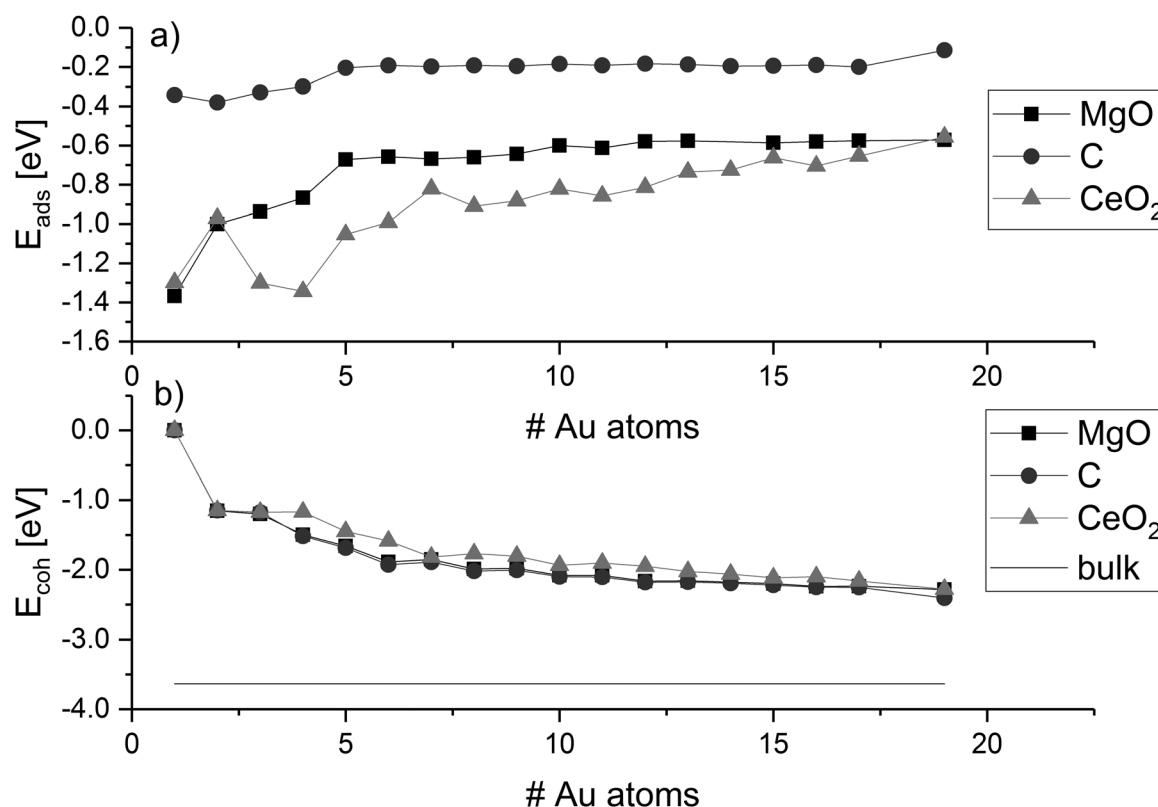 a)
0.0
-0.2
-0.4
-0.6
-0.8
-1.0
-1.2
-1.4
-1.6
E_ads [eV]
MgO
C
CeO₂
0
5
10
15
20
# Au atoms
b)
0.0
-1.0
-2.0
-3.0
-4.0
E_coh [eV]
MgO
C
CeO₂
bulk
0
5
10
15
20
# Au atoms